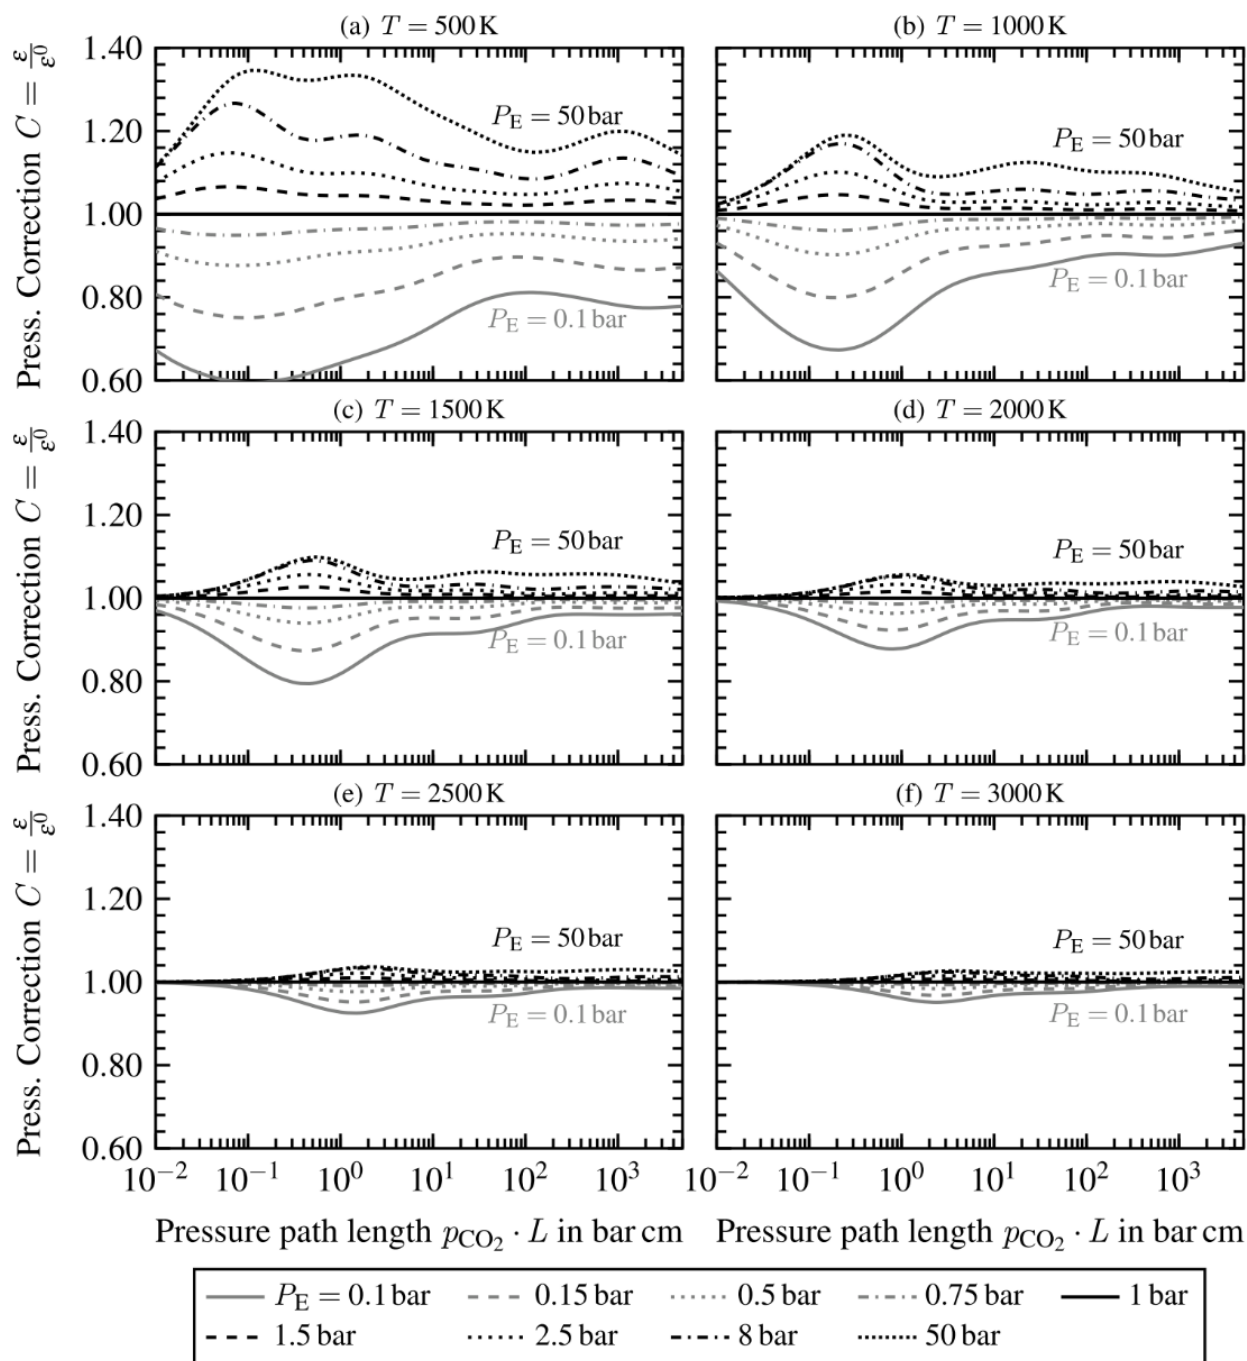 (a) T = 500 K
(b) T = 1000 K
Press. Correction C = ε/ε⁰
1.40
1.20
1.00
0.80
0.60
P_E = 50 bar
P_E = 0.1 bar
P_E = 50 bar
P_E = 0.1 bar
(c) T = 1500 K
(d) T = 2000 K
Press. Correction C = ε/ε⁰
1.40
1.20
1.00
0.80
0.60
P_E = 50 bar
P_E = 0.1 bar
P_E = 50 bar
P_E = 0.1 bar
(e) T = 2500 K
(f) T = 3000 K
Press. Correction C = ε/ε⁰
1.40
1.20
1.00
0.80
0.60
P_E = 50 bar
P_E = 0.1 bar
P_E = 50 bar
P_E = 0.1 bar
10⁻² 10⁻¹ 10⁰ 10¹ 10² 10³ 10⁻² 10⁻¹ 10⁰ 10¹ 10² 10³
Pressure path length p_CO₂ · L in bar cm Pressure path length p_CO₂ · L in bar cm
P_E = 0.1 bar 0.15 bar 0.5 bar 0.75 bar 1 bar
1.5 bar 2.5 bar 8 bar 50 bar